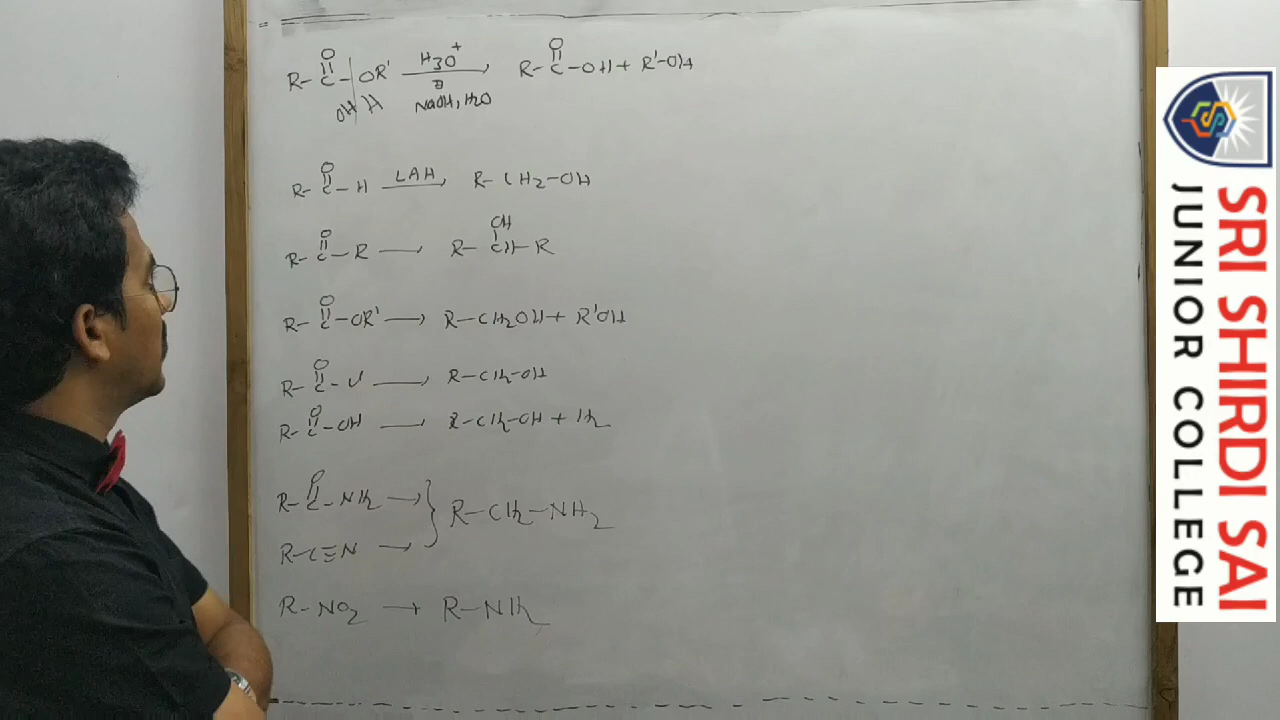 O O
R-C-OR' H3O+ → R-C-OH + R'-OH
OH H NaOH, H2O
O
R-C-H LAH → R-CH2-OH
O OH
R-C-R → R-CH-R
O
R-C-OR' → R-CH2OH + R'OH
O
R-C-Cl → R-CH2-OH
O
R-C-OH → R-CH2-OH + H2
O
R-C-NH2 → } R-CH2-NH2
R-C≡N →
R-NO2 → R-NH2
SRI SHIRDI SAI
JUNIOR COLLEGE